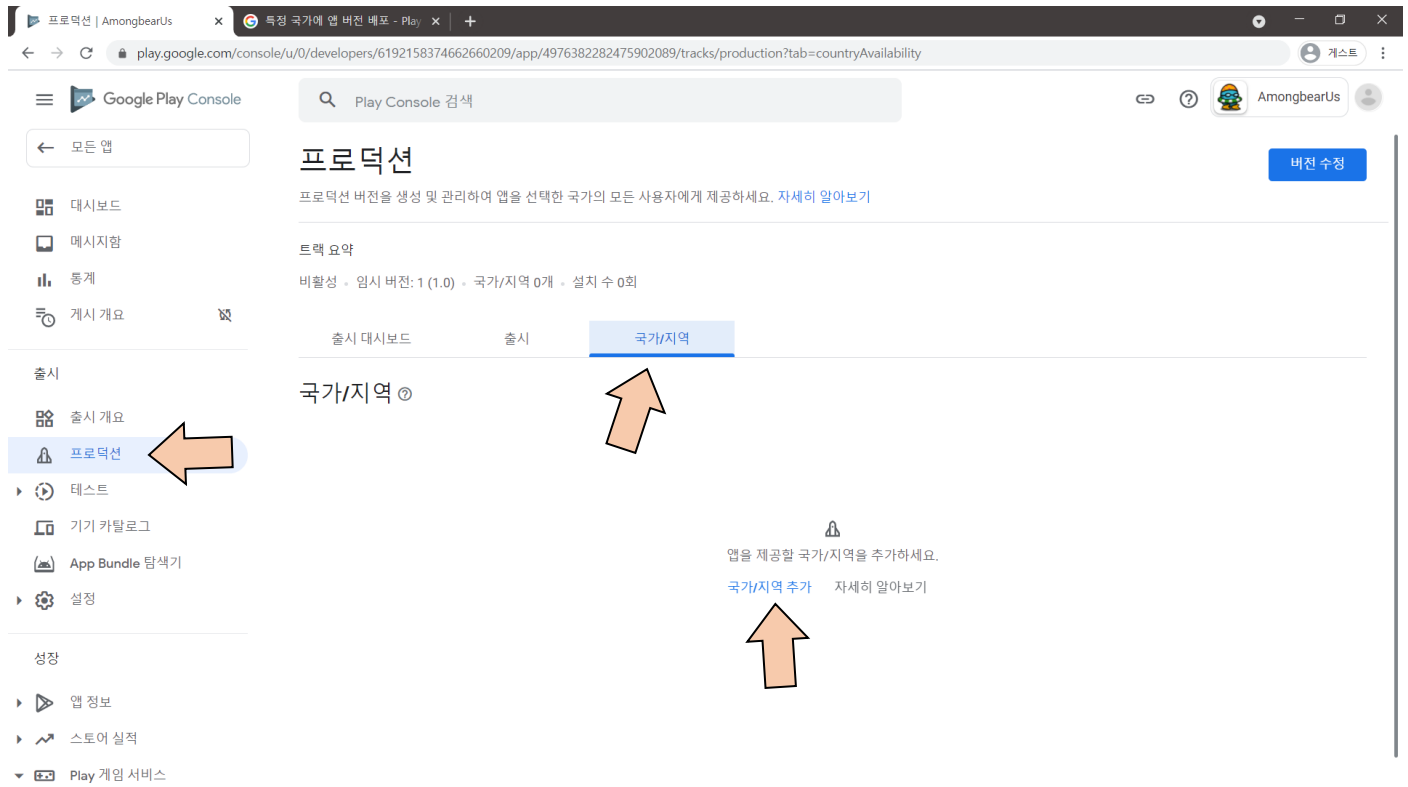 프로덕션 | AmongbearUs
특정 국가에 앱 버전 배포 - Play
play.google.com/console/u/0/developers/6192158374662660209/app/4976382282475902089/tracks/production?tab=countryAvailability
게스트
Google Play Console
Play Console 검색
AmongbearUs
모든 앱
대시보드
메시지함
통계
게시 개요
출시
출시 개요
프로덕션
테스트
기기 카탈로그
App Bundle 탐색기
설정
성장
앱 정보
스토어 실적
Play 게임 서비스
프로덕션
버전 수정
프로덕션 버전을 생성 및 관리하여 앱을 선택한 국가의 모든 사용자에게 제공하세요. 자세히 알아보기
트랙 요약
비활성 • 임시 버전: 1 (1.0) • 국가/지역 0개 • 설치 수 0회
출시 대시보드 출시 국가/지역
국가/지역
앱을 제공할 국가/지역을 추가하세요.
국가/지역 추가 자세히 알아보기